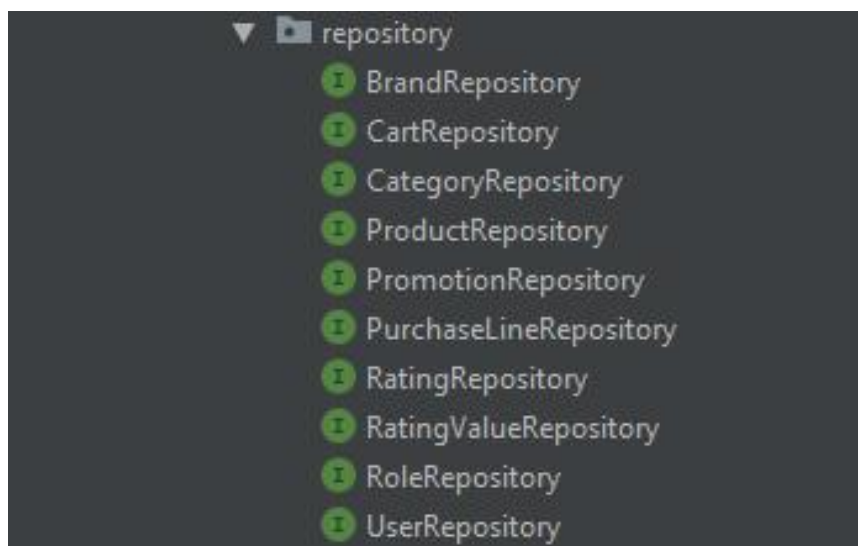 repository
I BrandRepository
I CartRepository
I CategoryRepository
I ProductRepository
I PromotionRepository
I PurchaseLineRepository
I RatingRepository
I RatingValueRepository
I RoleRepository
I UserRepository